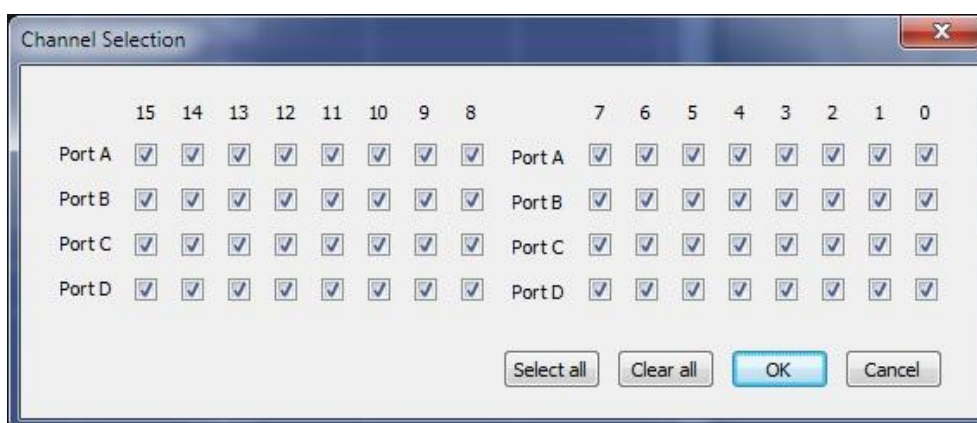 Channel Selection
15 14 13 12 11 10 9 8 7 6 5 4 3 2 1 0
Port A Port A
Port B Port B
Port C Port C
Port D Port D
Select all Clear all OK Cancel